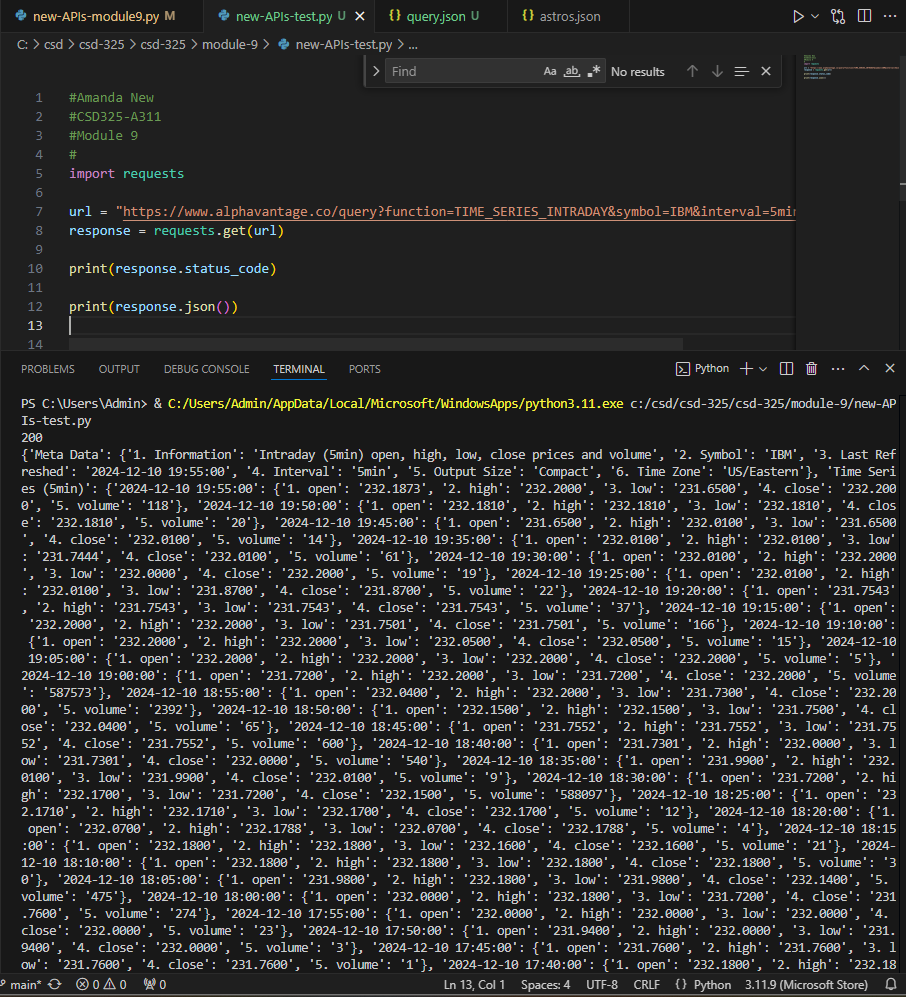 new-APIs-module9.py M new-APIs-test.py U query.json U astros.json
C: > csd > csd-325 > csd-325 > module-9 > new-APIs-test.py > ...
Find Aa ab .* No results
1 #Amanda New
2 #CSD325-A311
3 #Module 9
4 #
5 import requests
6
7 url = "https://www.alphavantage.co/query?function=TIME_SERIES_INTRADAY&symbol=IBM&interval=5min
8 response = requests.get(url)
9
10 print(response.status_code)
11
12 print(response.json())
13
14
PROBLEMS OUTPUT DEBUG CONSOLE TERMINAL PORTS Python
PS C:\Users\Admin> & C:/Users/Admin/AppData/Local/Microsoft/WindowsApps/python3.11.exe c:/csd/csd-325/csd-325/module-9/new-AP
Is-test.py
200
{'Meta Data': {'1. Information': 'Intraday (5min) open, high, low, close prices and volume', '2. Symbol': 'IBM', '3. Last Ref
reshed': '2024-12-10 19:55:00', '4. Interval': '5min', '5. Output Size': 'Compact', '6. Time Zone': 'US/Eastern'}, 'Time Seri
es (5min)': {'2024-12-10 19:55:00': {'1. open': '232.1873', '2. high': '232.2000', '3. low': '231.6500', '4. close': '232.200
0', '5. volume': '118'}, '2024-12-10 19:50:00': {'1. open': '232.1810', '2. high': '232.1810', '3. low': '232.1810', '4. clos
e': '232.1810', '5. volume': '20'}, '2024-12-10 19:45:00': {'1. open': '231.6500', '2. high': '232.0100', '3. low': '231.6500
', '4. close': '232.0100', '5. volume': '14'}, '2024-12-10 19:35:00': {'1. open': '232.0100', '2. high': '232.0100', '3. low'
: '231.7444', '4. close': '232.0100', '5. volume': '61'}, '2024-12-10 19:30:00': {'1. open': '232.0100', '2. high': '232.2000
', '3. low': '232.0000', '4. close': '232.2000', '5. volume': '19'}, '2024-12-10 19:25:00': {'1. open': '232.0100', '2. high'
: '232.0100', '3. low': '231.8700', '4. close': '231.8700', '5. volume': '22'}, '2024-12-10 19:20:00': {'1. open': '231.7543'
, '2. high': '231.7543', '3. low': '231.7543', '4. close': '231.7543', '5. volume': '37'}, '2024-12-10 19:15:00': {'1. open':
'232.2000', '2. high': '232.2000', '3. low': '231.7501', '4. close': '231.7501', '5. volume': '166'}, '2024-12-10 19:10:00':
{'1. open': '232.2000', '2. high': '232.2000', '3. low': '232.0500', '4. close': '232.0500', '5. volume': '15'}, '2024-12-10
19:05:00': {'1. open': '232.2000', '2. high': '232.2000', '3. low': '232.2000', '4. close': '232.2000', '5. volume': '5'}, '
2024-12-10 19:00:00': {'1. open': '231.7200', '2. high': '232.2000', '3. low': '231.7200', '4. close': '232.2000', '5. volume
': '587573'}, '2024-12-10 18:55:00': {'1. open': '232.0400', '2. high': '232.2000', '3. low': '231.7300', '4. close': '232.20
00', '5. volume': '2392'}, '2024-12-10 18:50:00': {'1. open': '232.1500', '2. high': '232.1500', '3. low': '231.7500', '4. cl
ose': '232.0400', '5. volume': '65'}, '2024-12-10 18:45:00': {'1. open': '231.7552', '2. high': '231.7552', '3. low': '231.75
52', '4. close': '231.7552', '5. volume': '600'}, '2024-12-10 18:40:00': {'1. open': '231.7301', '2. high': '232.0000', '3. l
ow': '231.7301', '4. close': '232.0000', '5. volume': '540'}, '2024-12-10 18:35:00': {'1. open': '231.9900', '2. high': '232.
0100', '3. low': '231.9900', '4. close': '232.0100', '5. volume': '9'}, '2024-12-10 18:30:00': {'1. open': '231.7200', '2. hi
gh': '232.1700', '3. low': '231.7200', '4. close': '232.1500', '5. volume': '588097'}, '2024-12-10 18:25:00': {'1. open': '23
2.1710', '2. high': '232.1710', '3. low': '232.1700', '4. close': '232.1700', '5. volume': '12'}, '2024-12-10 18:20:00': {'1.
open': '232.0700', '2. high': '232.1788', '3. low': '232.0700', '4. close': '232.1788', '5. volume': '4'}, '2024-12-10 18:15
:00': {'1. open': '232.1800', '2. high': '232.1800', '3. low': '232.1600', '4. close': '232.1600', '5. volume': '21'}, '2024-
12-10 18:10:00': {'1. open': '232.1800', '2. high': '232.1800', '3. low': '232.1800', '4. close': '232.1800', '5. volume': '3
0'}, '2024-12-10 18:05:00': {'1. open': '231.9800', '2. high': '232.1800', '3. low': '231.9800', '4. close': '232.1400', '5.
volume': '475'}, '2024-12-10 18:00:00': {'1. open': '232.0000', '2. high': '232.1800', '3. low': '231.7200', '4. close': '231
.7600', '5. volume': '274'}, '2024-12-10 17:55:00': {'1. open': '232.0000', '2. high': '232.0000', '3. low': '232.0000', '4.
close': '232.0000', '5. volume': '23'}, '2024-12-10 17:50:00': {'1. open': '231.9400', '2. high': '232.0000', '3. low': '231.
9400', '4. close': '232.0000', '5. volume': '3'}, '2024-12-10 17:45:00': {'1. open': '231.7600', '2. high': '231.7600', '3. l
ow': '231.7600', '4. close': '231.7600', '5. volume': '1'}, '2024-12-10 17:40:00': {'1. open': '232.0000', '2. high': '232.18
main* 0 0 0 Ln 13, Col 1 Spaces: 4 UTF-8 CRLF {} Python 3.11.9 (Microsoft Store)